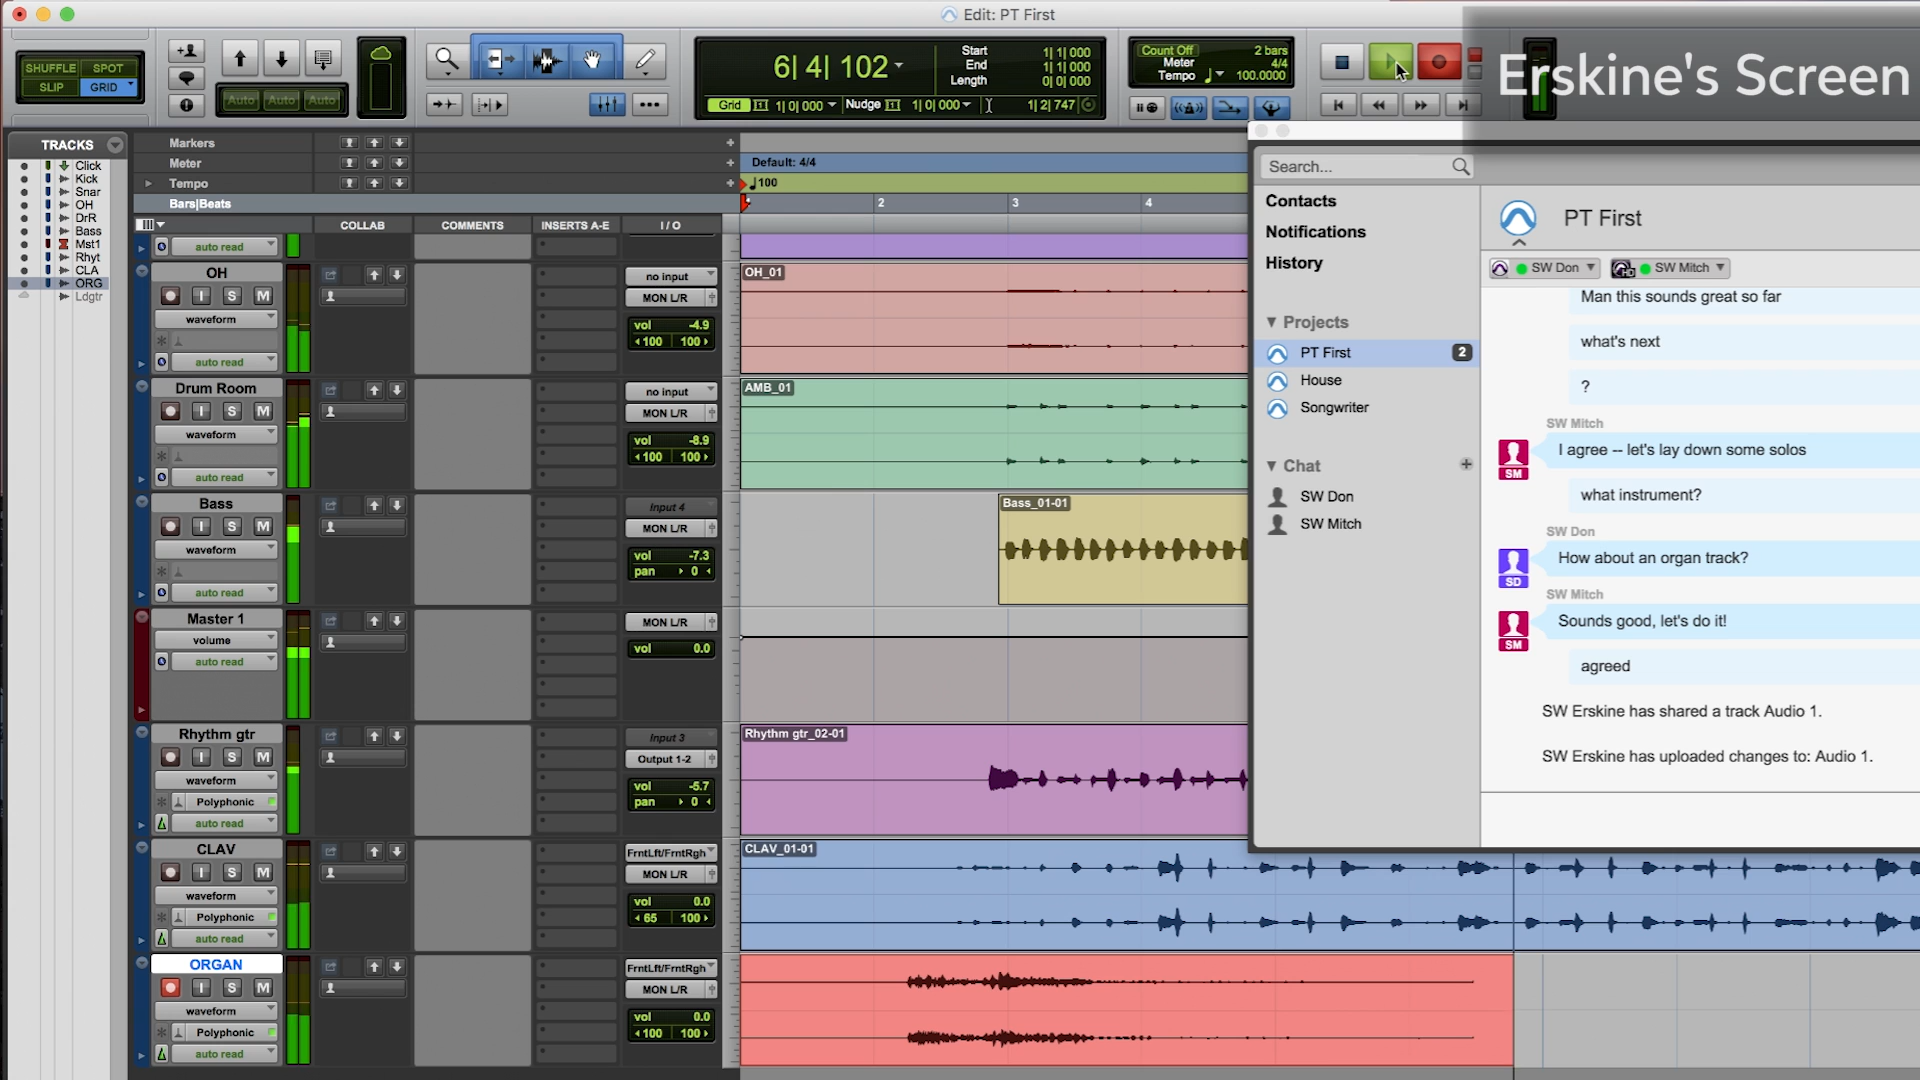 Edit: PT First
Erskine's Screen
SHUFFLE SPOT
SLIP GRID
Auto Auto Auto
6| 4| 102
Start 1| 1| 000
End 1| 1| 000
Length 0| 0| 000
Grid 1| 0| 000 Nudge 1| 0| 000 1| 2| 747
Count Off 2 bars
Meter 4/4
Tempo 100.0000
TRACKS
Click
Kick
Snar
OH
DrR
Bass
Mst1
Rhyt
CLA
ORG
Ldgtr
Markers
Meter
Tempo
Bars|Beats
Default: 4/4
100
2 3 4
COLLAB COMMENTS INSERTS A-E I / O
auto read
OH
I S M
waveform
auto read
no input
MON L/R
vol -4.9
100 100
OH_01
Drum Room
I S M
waveform
auto read
no input
MON L/R
vol -8.9
100 100
AMB_01
Bass
I S M
waveform
auto read
Input 4
MON L/R
vol -7.3
pan 0
Bass_01-01
Master 1
volume
auto read
MON L/R
vol 0.0
Rhythm gtr
I S M
waveform
Polyphonic
auto read
Input 3
Output 1-2
vol -5.7
pan 0
Rhythm gtr_02-01
CLAV
I S M
waveform
Polyphonic
auto read
FrntLft/FrntRgh
MON L/R
vol 0.0
65 100
CLAV_01-01
ORGAN
I S M
waveform
Polyphonic
auto read
FrntLft/FrntRgh
MON L/R
vol 0.0
100 100
Search...
Contacts
Notifications
History
Projects
PT First 2
House
Songwriter
Chat
SW Don
SW Mitch
PT First
SW Don SW Mitch
Man this sounds great so far
what's next
?
SW Mitch
I agree -- let's lay down some solos
SM
what instrument?
SW Don
How about an organ track?
SD
SW Mitch
Sounds good, let's do it!
SM
agreed
SW Erskine has shared a track Audio 1.
SW Erskine has uploaded changes to: Audio 1.